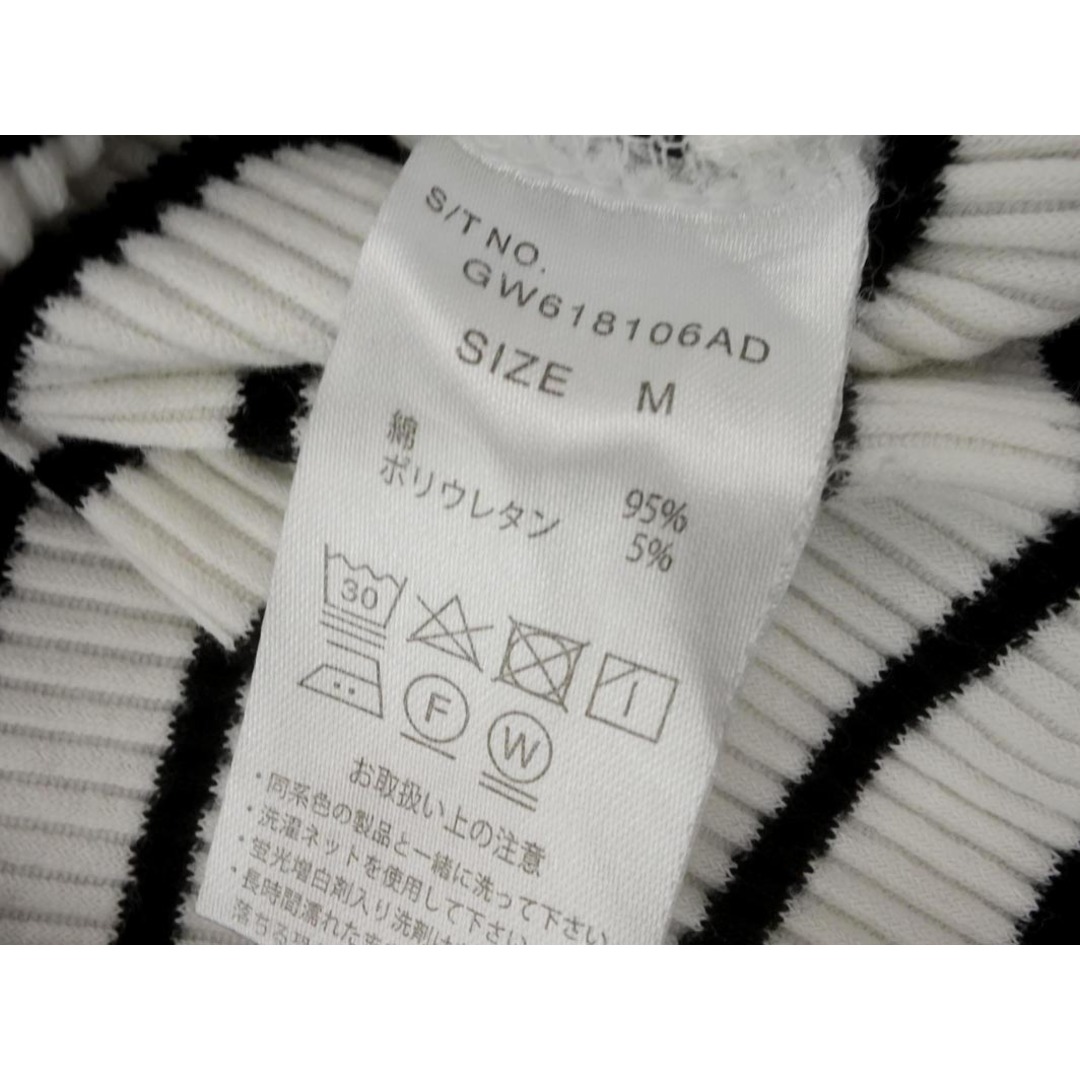 S/T NO.
GW618106AD
SIZE M
綿 95%
ポリウレタン 5%
30
F
W
お取扱い上の注意
・同系色の製品と一緒に洗って下さい
・洗濯ネットを使用して下さい
・蛍光増白剤入り洗剤は
・長時間濡れた
落ちる